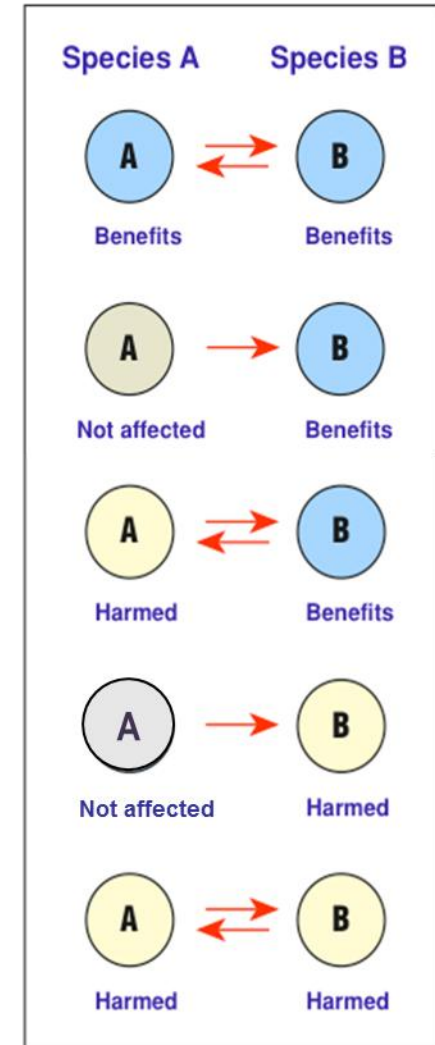 Species A Species B
A B
Benefits Benefits
A B
Not affected Benefits
A B
Harmed Benefits
A B
Not affected Harmed
A B
Harmed Harmed